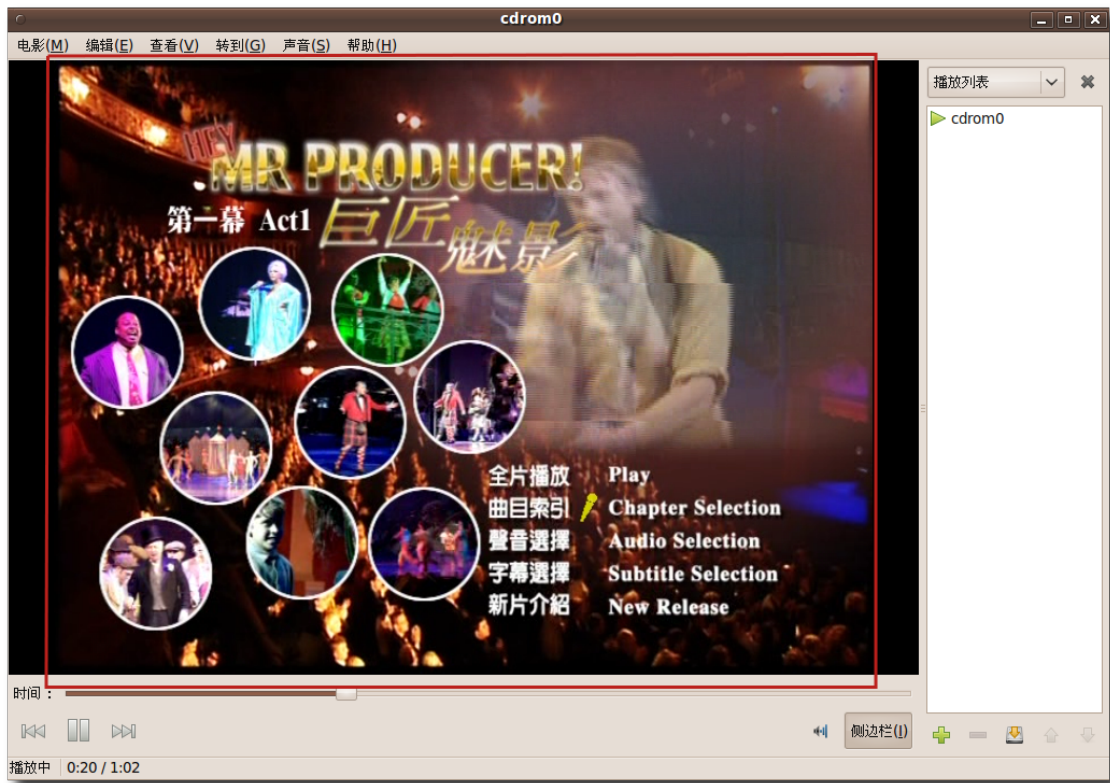 cdrom0
电影(M) 编辑(E) 查看(V) 转到(G) 声音(S) 帮助(H)
HEY
MR PRODUCER!
第一幕 Act1 巨匠魅影
全片播放 Play
曲目索引 Chapter Selection
聲音選擇 Audio Selection
字幕選擇 Subtitle Selection
新片介紹 New Release
播放列表
cdrom0
时间：
侧边栏(I)
播放中 0:20 / 1:02